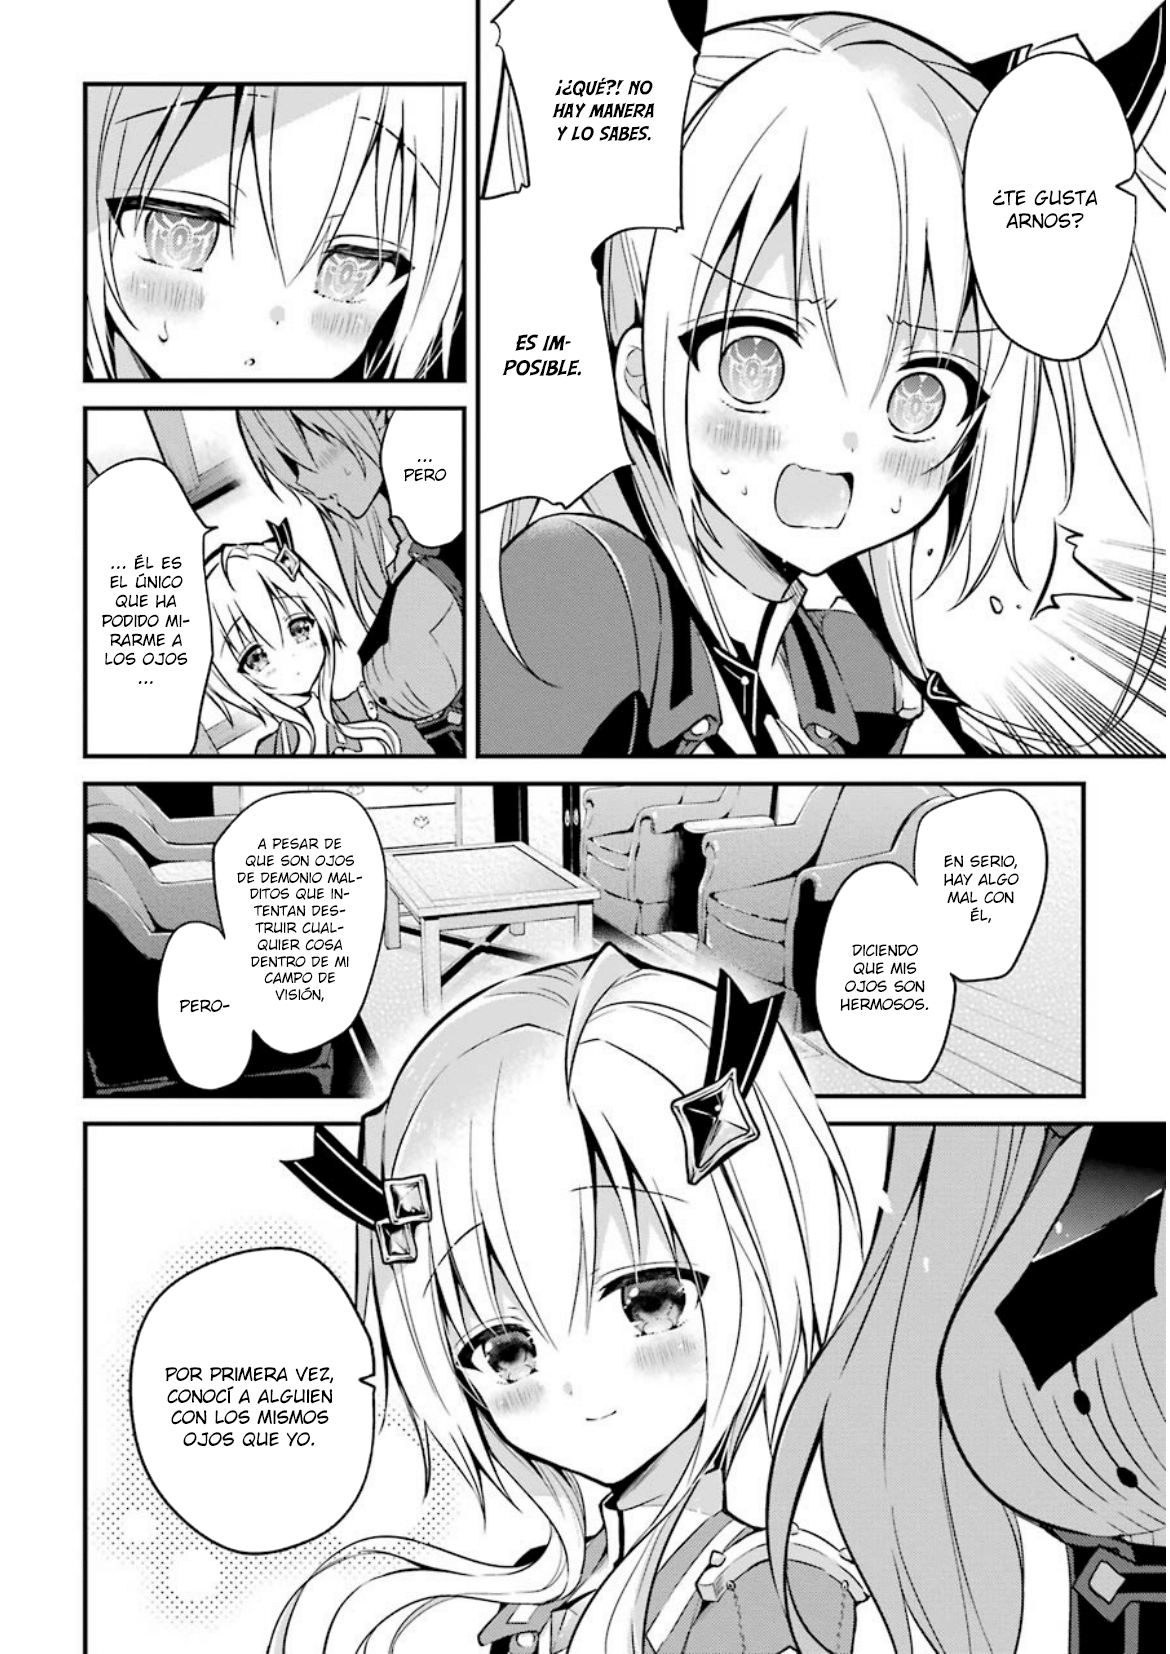 ¿TE GUSTA
ARNOS?
¡¿QUÉ?! NO
HAY MANERA
Y LO SABES.
ES IM-
POSIBLE.
...
PERO
... ÉL ES
EL ÚNICO
QUE HA
PODIDO MI-
RARME A
LOS OJOS
...
EN SERIO,
HAY ALGO
MAL CON
ÉL,
DICIENDO
QUE MIS
OJOS SON
HERMOSOS.
A PESAR DE
QUE SON OJOS
DE DEMONIO MAL-
DITOS QUE IN-
TENTAN DES-
TRUIR CUAL-
QUIER COSA
DENTRO DE MI
CAMPO DE
VISIÓN,
PERO-
POR PRIMERA VEZ,
CONOCÍ A ALGUIEN
CON LOS MISMOS
OJOS QUE YO.